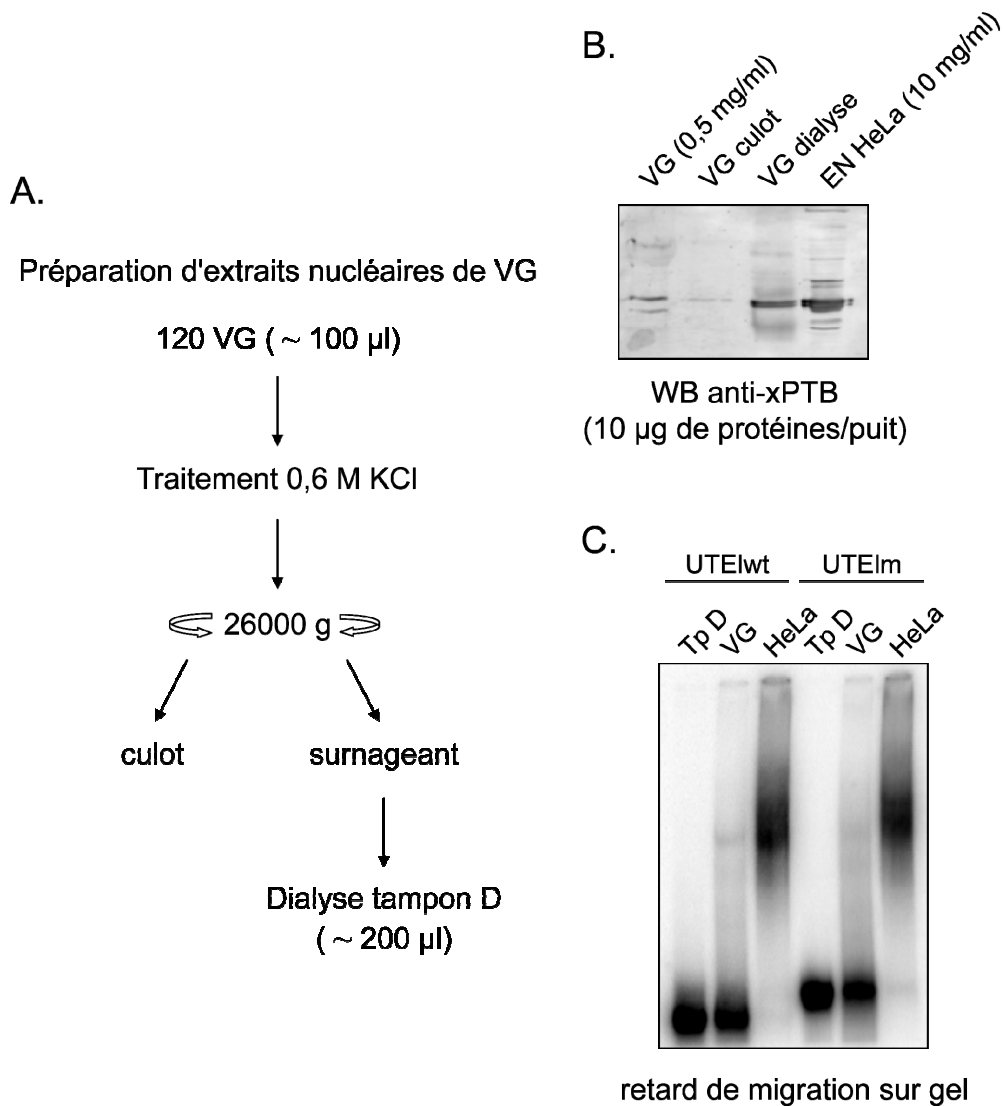 A.
Préparation d'extraits nucléaires de VG
120 VG ( ~ 100 µl)
Traitement 0,6 M KCl
26000 g
culot
surnageant
Dialyse tampon D
( ~ 200 µl)
B.
VG (0,5 mg/ml)
VG culot
VG dialyse
EN HeLa (10 mg/ml)
WB anti-xPTB
(10 µg de protéines/puit)
C.
UTElwt
UTElm
Tp D
VG
HeLa
Tp D
VG
HeLa
retard de migration sur gel